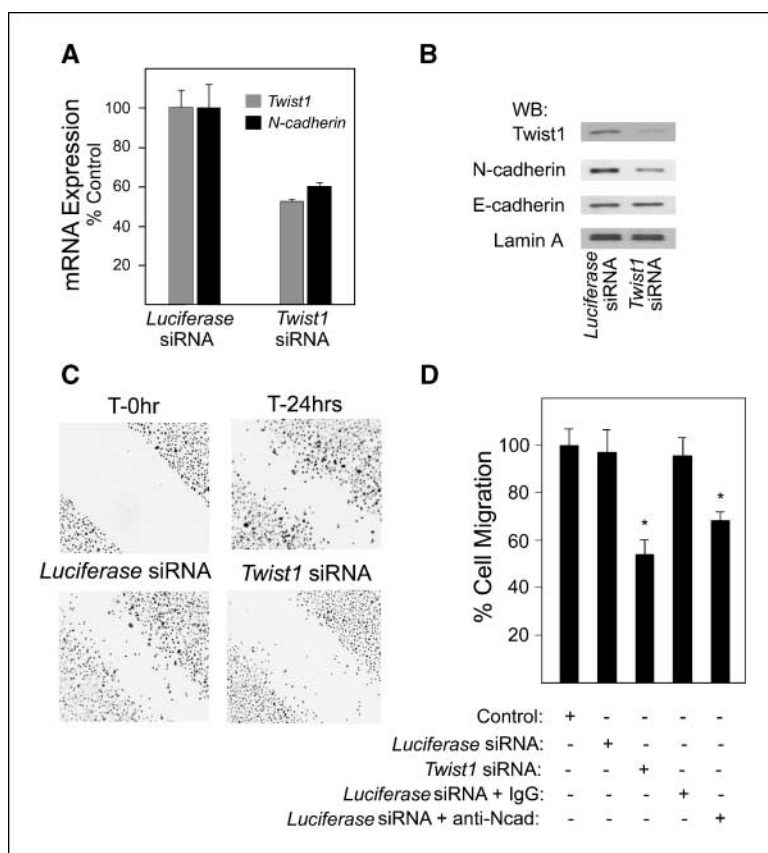 A
mRNA Expression
% Control
100
80
60
40
20
Twist1
N-cadherin
Luciferase
siRNA
Twist1
siRNA
B
WB:
Twist1
N-cadherin
E-cadherin
Lamin A
Luciferase
siRNA
Twist1
siRNA
C
T-0hr
T-24hrs
Luciferase siRNA
Twist1 siRNA
D
% Cell Migration
100
80
60
40
20
*
*
Control: + - - - -
Luciferase siRNA: - + - - -
Twist1 siRNA: - - + - -
Luciferase siRNA + IgG: - - - + -
Luciferase siRNA + anti-Ncad: - - - - +